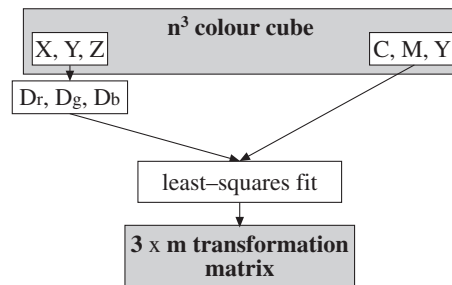 n³ colour cube
X, Y, Z
C, M, Y
Dr, Dg, Db
least–squares fit
3 x m transformation
matrix